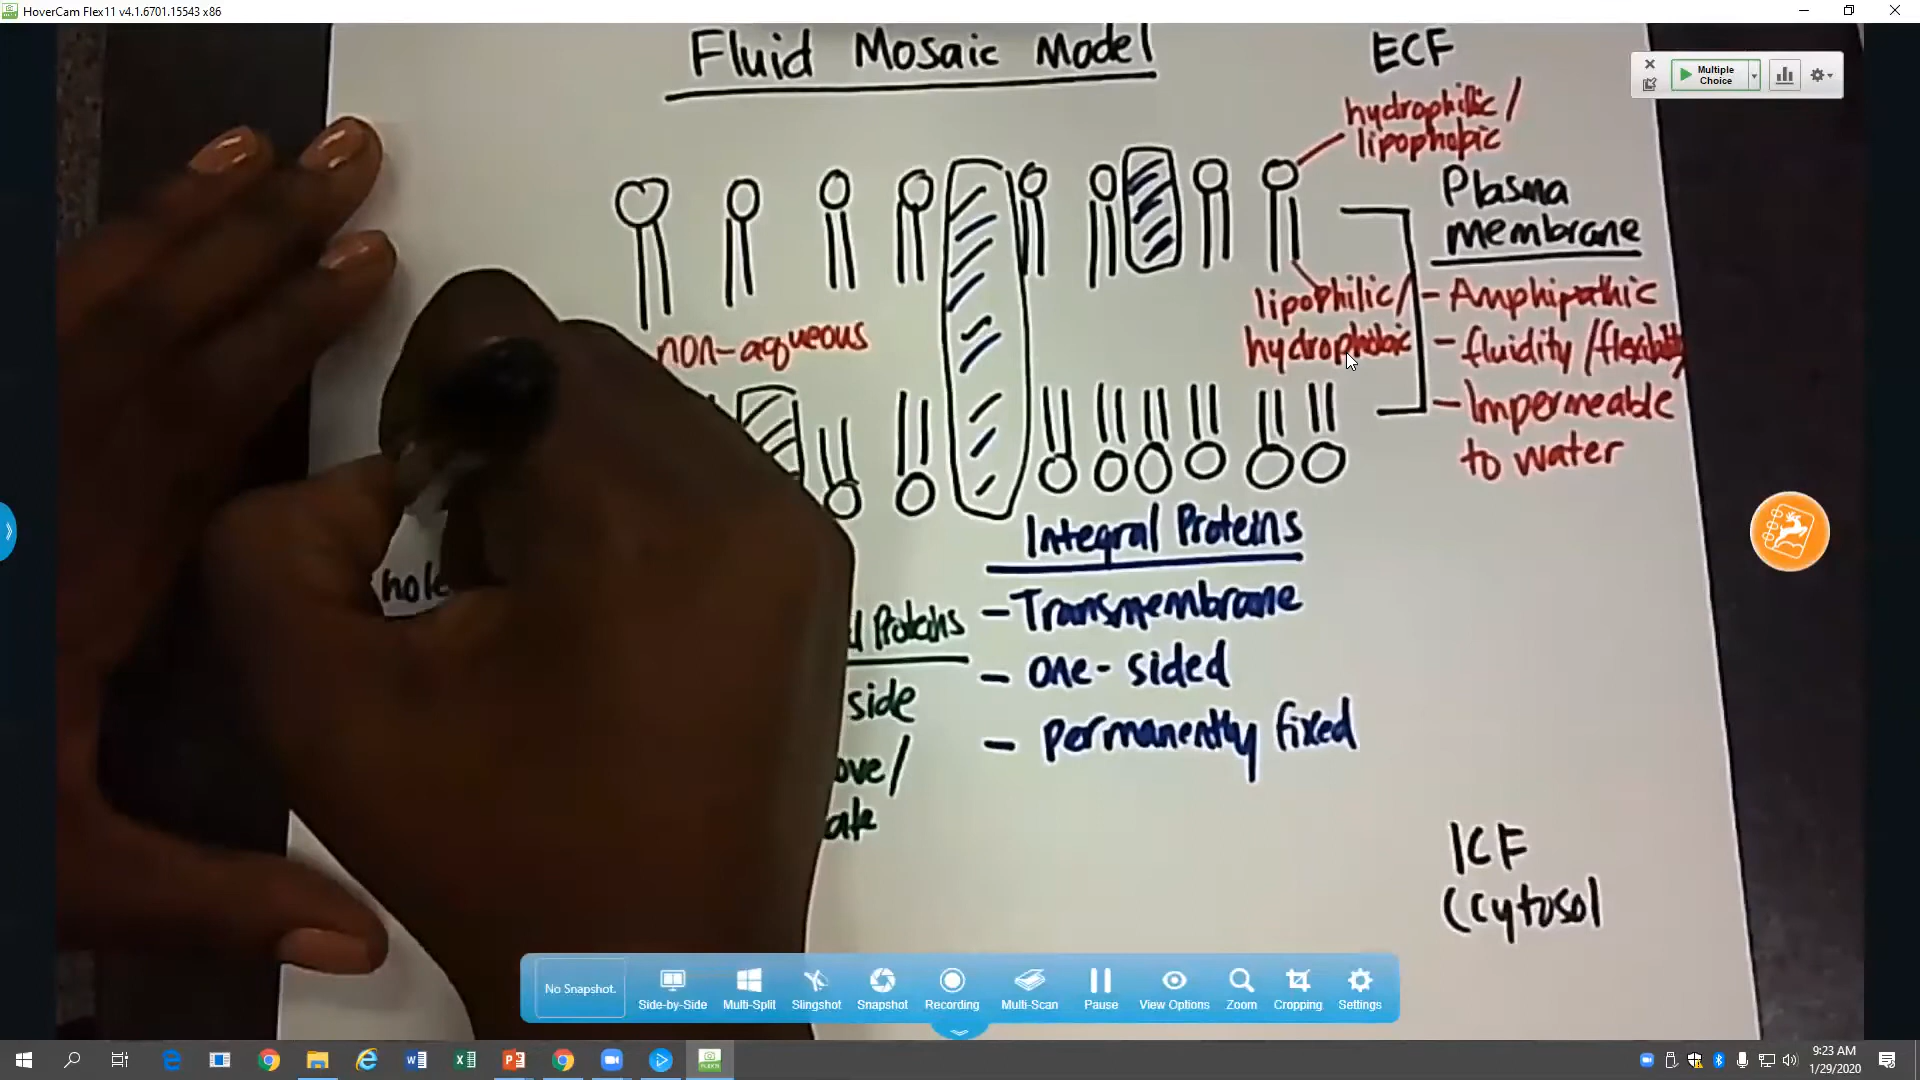 HoverCam Flex11 v4.1.6701.15543 x86
Fluid Mosaic Model
ECF
Multiple
Choice
hydrophilic/
lipophobic
Plasma
membrane
lipophilic/
hydrophobic
- Amphipathic
- fluidity/flexibility
- Impermeable
to water
non-aqueous
Integral Proteins
- Transmembrane
- one-sided
- permanently fixed
Proteins
side
ICF
(cytosol
No Snapshot.
Side-by-Side
Multi-Split
Slingshot
Snapshot
Recording
Multi-Scan
Pause
View Options
Zoom
Cropping
Settings
9:23 AM
1/29/2020